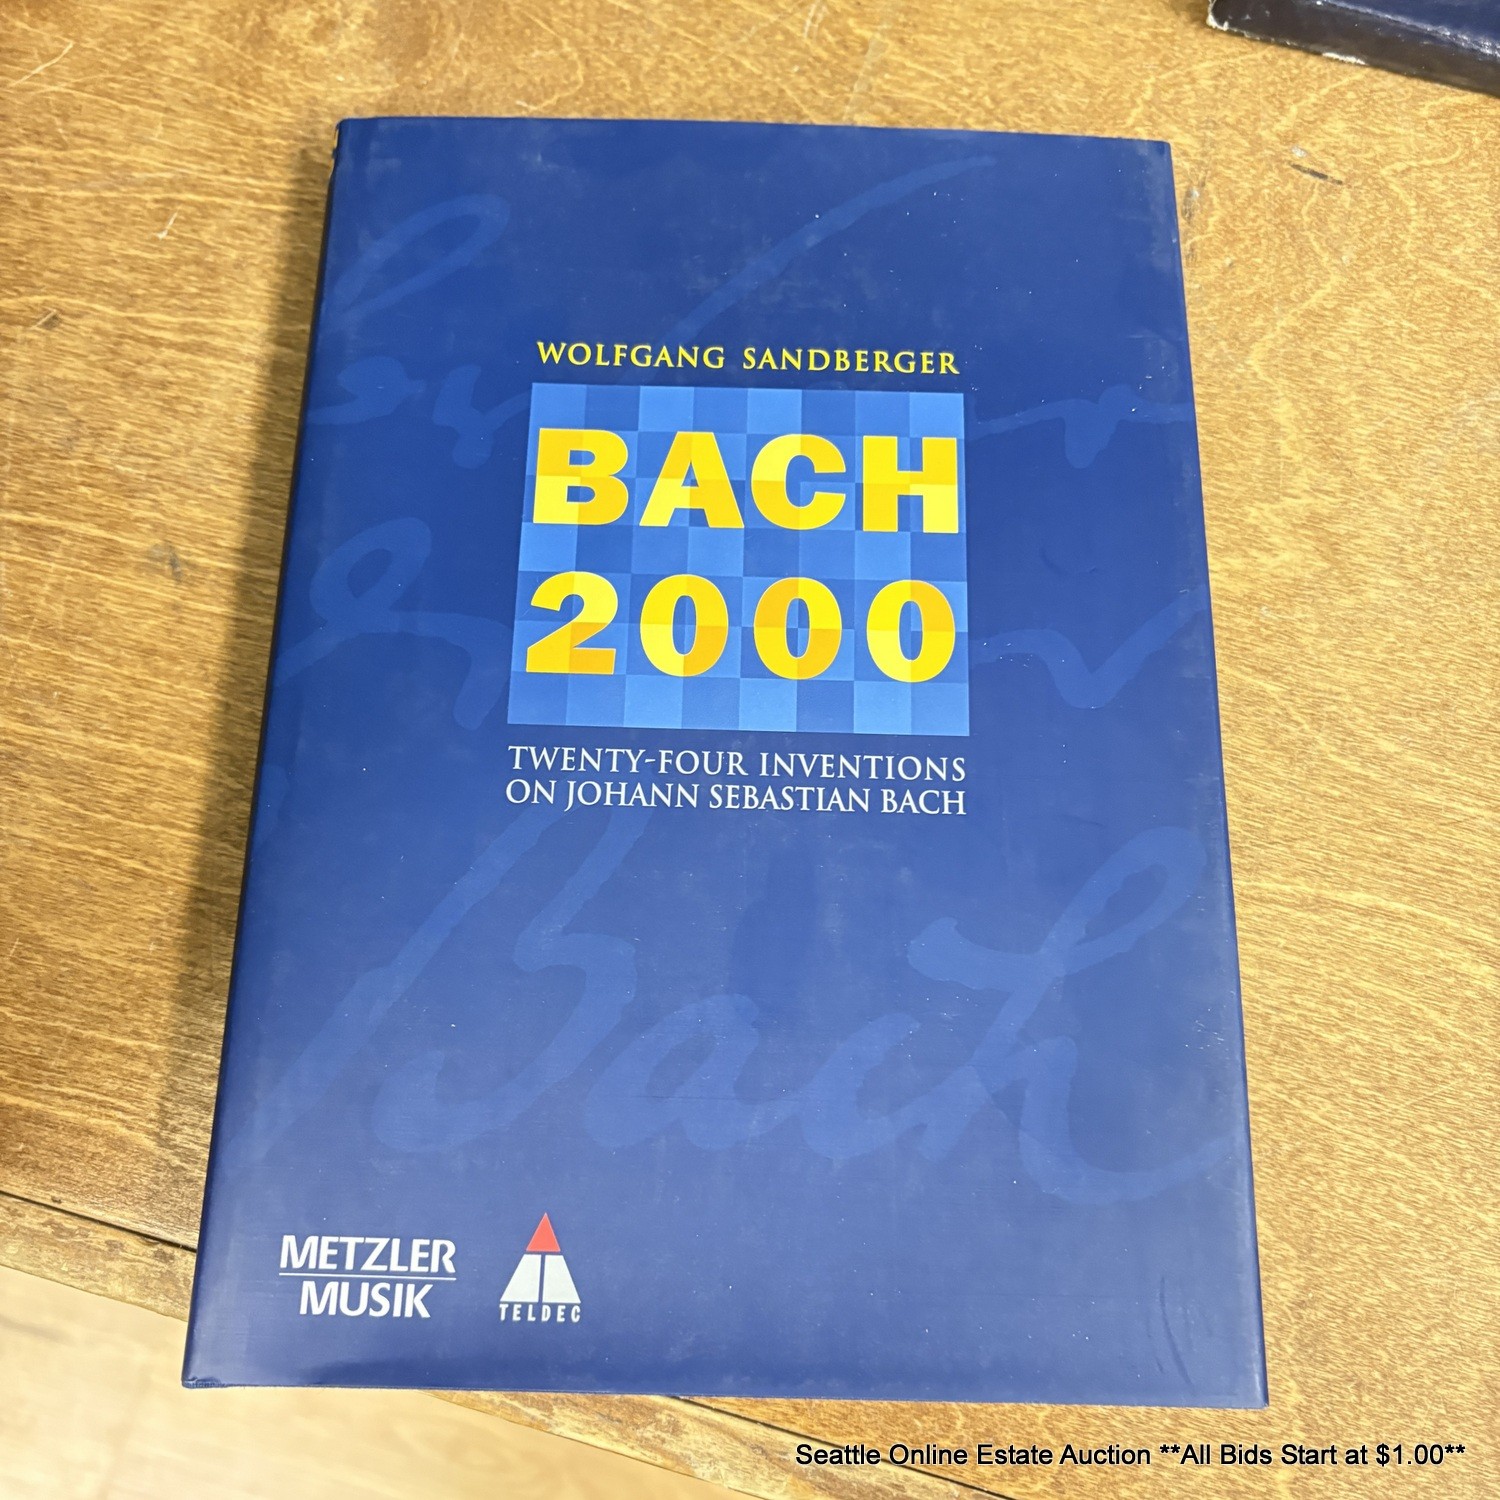 WOLFGANG SANDBERGER
BACH
2000
TWENTY-FOUR INVENTIONS
ON JOHANN SEBASTIAN BACH
Bach
METZLER
MUSIK
TELDEC
Seattle Online Estate Auction **All Bids Start at $1.00**